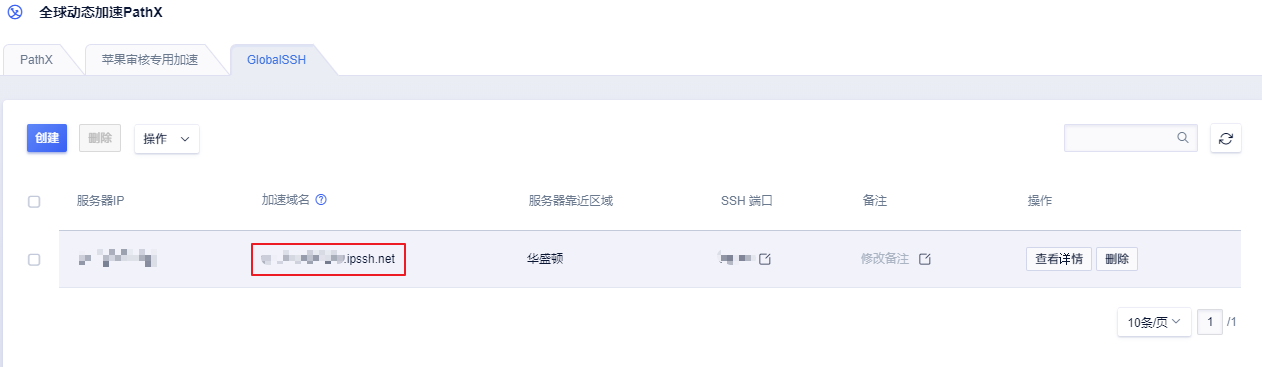 全球动态加速PathX
PathX 苹果审核专用加速 GlobalSSH
创建 删除 操作
服务器IP 加速域名 服务器靠近区域 SSH 端口 备注 操作
.ipssh.net 华盛顿 修改备注 查看详情 删除
10条/页 1 /1